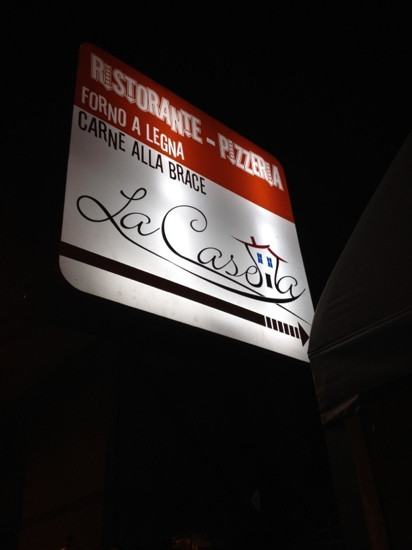 RISTORANTE - PIZZERIA
FORNO A LEGNA
CARNE ALLA BRACE
La Casetta